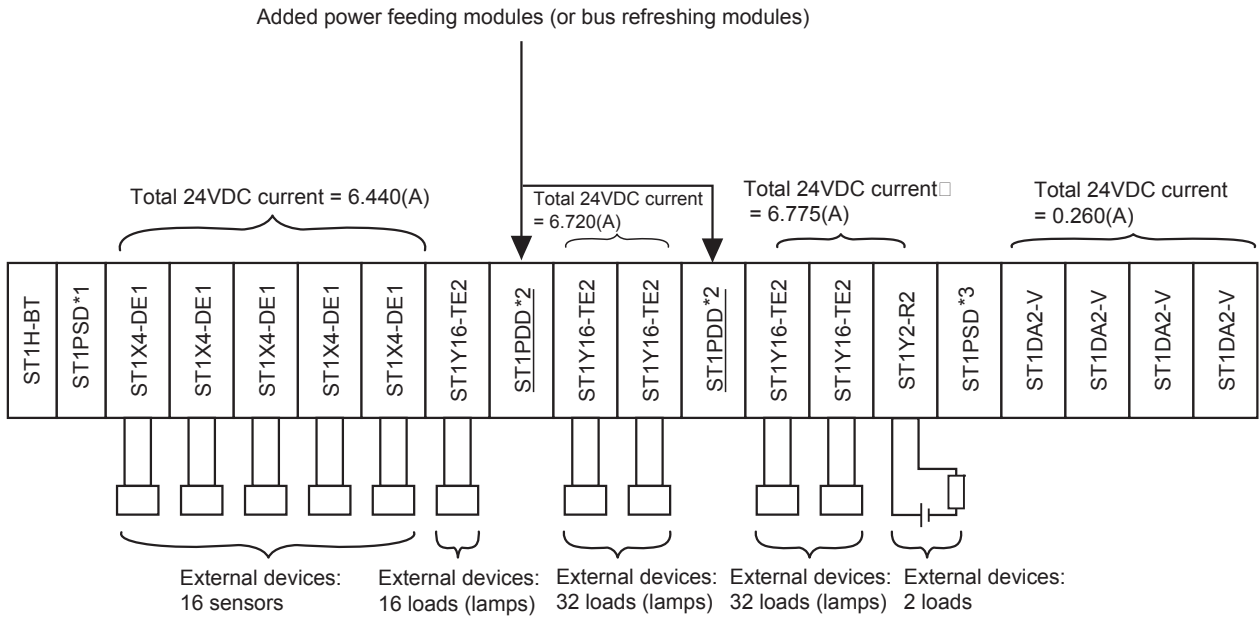 Added power feeding modules (or bus refreshing modules)
Total 24VDC current = 6.440(A)
Total 24VDC current
= 6.720(A)
Total 24VDC current□
= 6.775(A)
Total 24VDC current
= 0.260(A)
ST1H-BT
ST1PSD*1
ST1X4-DE1
ST1X4-DE1
ST1X4-DE1
ST1X4-DE1
ST1X4-DE1
ST1Y16-TE2
ST1PDD*2
ST1Y16-TE2
ST1Y16-TE2
ST1PDD*2
ST1Y16-TE2
ST1Y16-TE2
ST1Y2-R2
ST1PSD*3
ST1DA2-V
ST1DA2-V
ST1DA2-V
ST1DA2-V
External devices:
16 sensors
External devices:
16 loads (lamps)
External devices:
32 loads (lamps)
External devices:
32 loads (lamps)
External devices:
2 loads